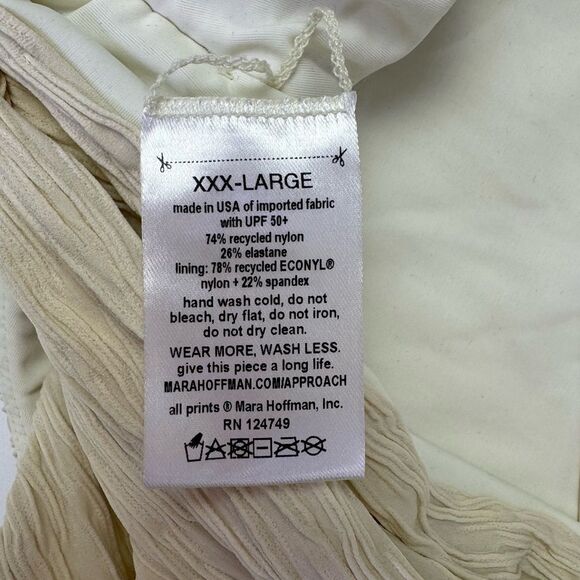 XXX-LARGE
made in USA of imported fabric
with UPF 50+
74% recycled nylon
26% elastane
lining: 78% recycled ECONYL®
nylon + 22% spandex
hand wash cold, do not
bleach, dry flat, do not iron,
do not dry clean.
WEAR MORE, WASH LESS.
give this piece a long life.
MARAHOFFMAN.COM/APPROACH
all prints ® Mara Hoffman, Inc.
RN 124749